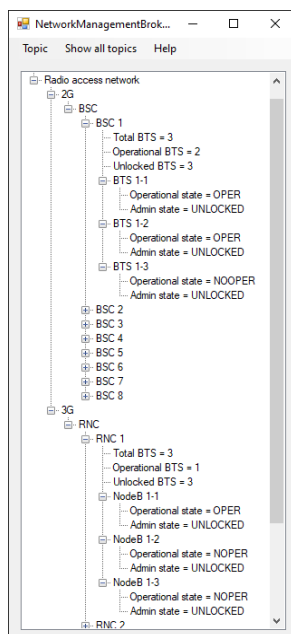 NetworkManagementBrok...
Topic Show all topics Help
Radio access network
2G
BSC
BSC 1
Total BTS = 3
Operational BTS = 2
Unlocked BTS = 3
BTS 1-1
Operational state = OPER
Admin state = UNLOCKED
BTS 1-2
Operational state = OPER
Admin state = UNLOCKED
BTS 1-3
Operational state = NOOPER
Admin state = UNLOCKED
BSC 2
BSC 3
BSC 4
BSC 5
BSC 6
BSC 7
BSC 8
3G
RNC
RNC 1
Total BTS = 3
Operational BTS = 1
Unlocked BTS = 3
NodeB 1-1
Operational state = OPER
Admin state = UNLOCKED
NodeB 1-2
Operational state = NOPER
Admin state = UNLOCKED
NodeB 1-3
Operational state = NOPER
Admin state = UNLOCKED
RNC 2